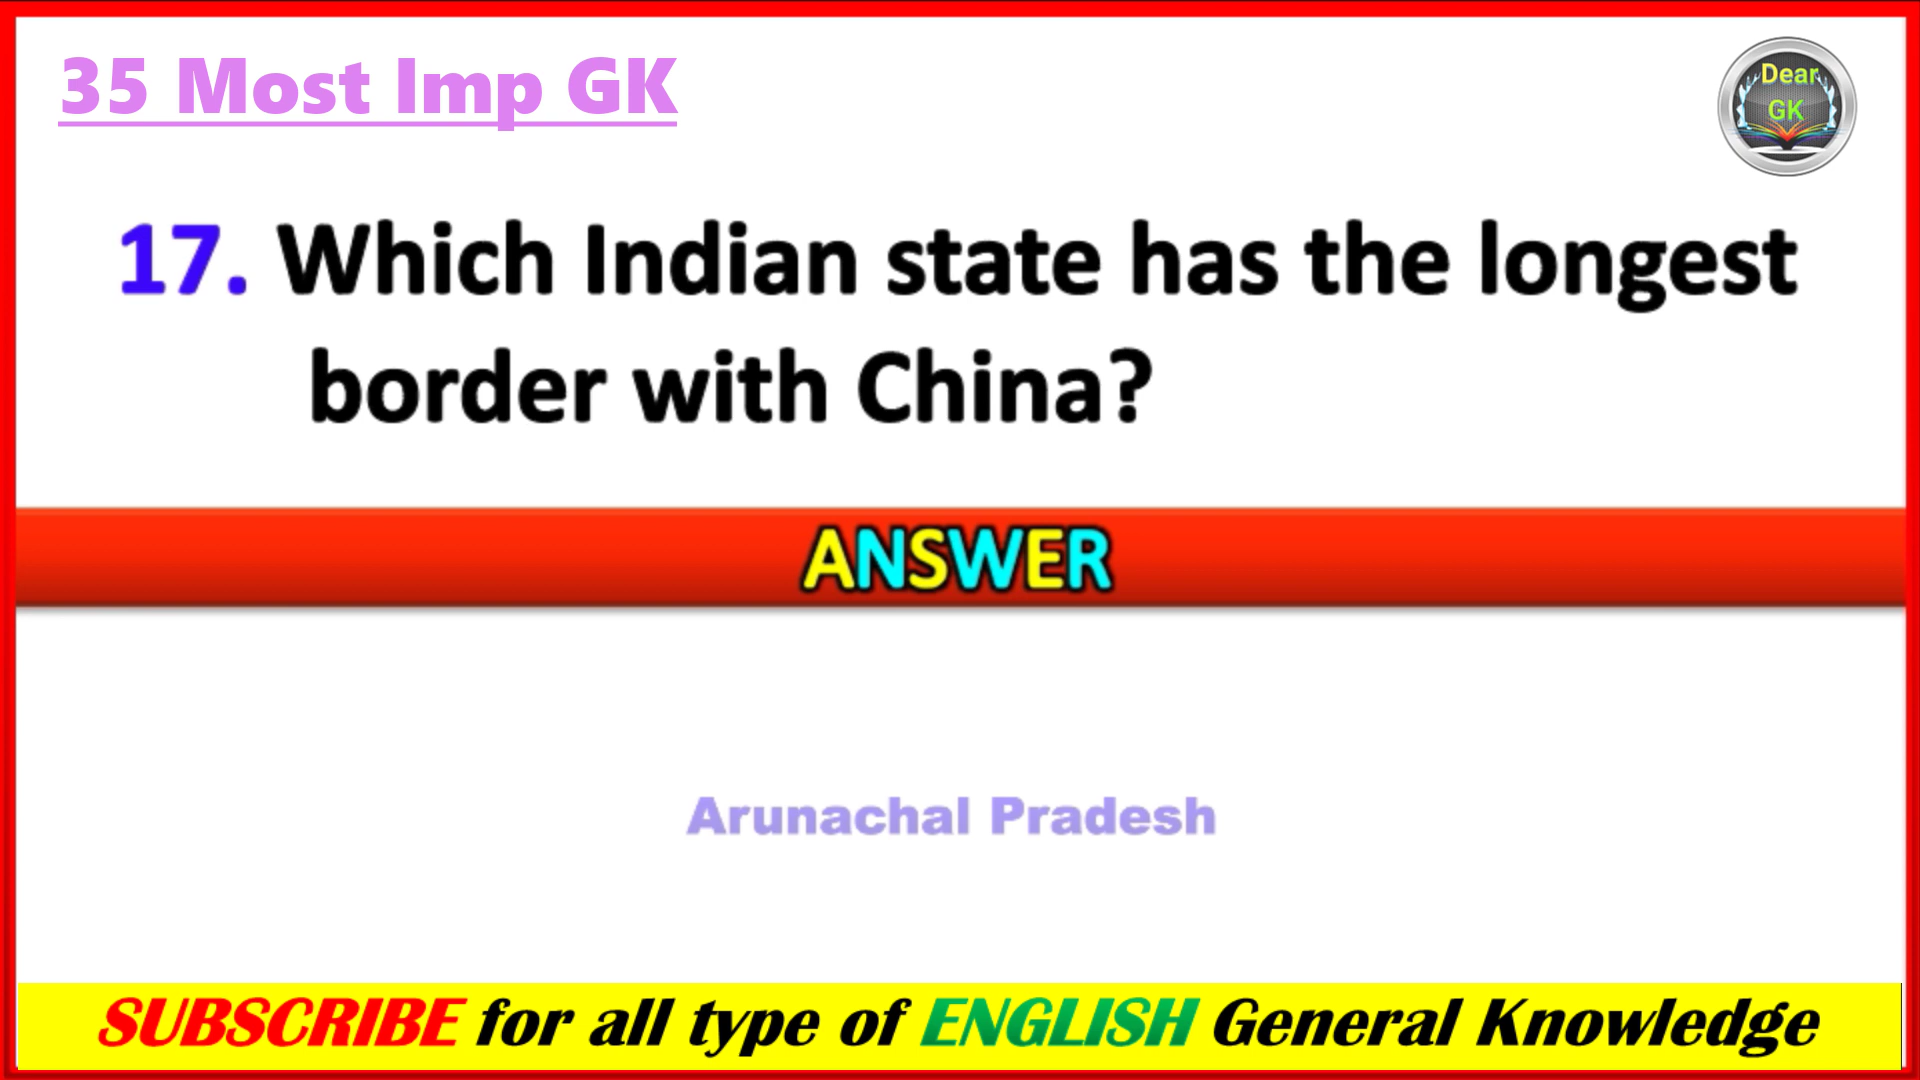 35 Most Imp GK
Dear
GK
17. Which Indian state has the longest
border with China?
ANSWER
Arunachal Pradesh
SUBSCRIBE for all type of ENGLISH General Knowledge